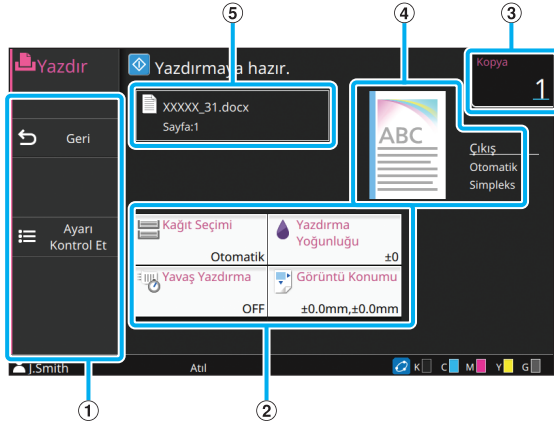 5
4
3
Yazdır
Yazdırmaya hazır.
Kopya
1
XXXXX_31.docx
Sayfa:1
ABC
Çıkış
Otomatik
Simpleks
Geri
Ayarı
Kontrol Et
Kağıt Seçimi
Otomatik
Yazdırma
Yoğunluğu
±0
Yavaş Yazdırma
OFF
Görüntü Konumu
±0.0mm,±0.0mm
J.Smith
Atıl
K C M Y G
1
2